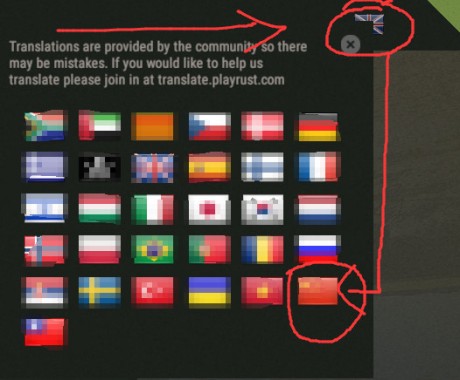 Translations are provided by the community so there
may be mistakes. If you would like to help us
translate please join in at translate.playrust.com